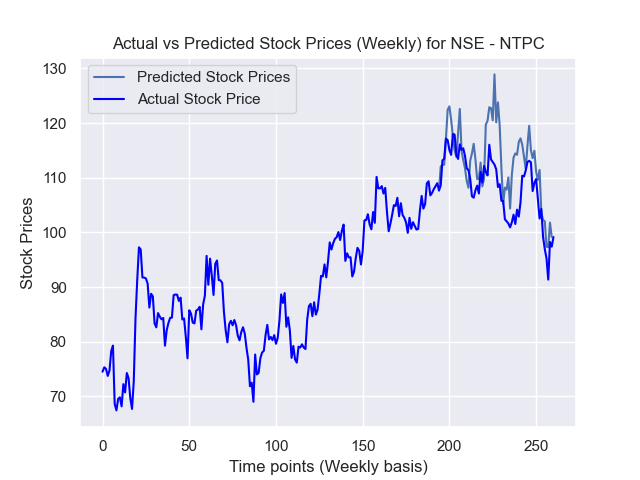 Actual vs Predicted Stock Prices (Weekly) for NSE - NTPC
Predicted Stock Prices
Actual Stock Price
Stock Prices
130
120
110
100
90
80
70
0 50 100 150 200 250
Time points (Weekly basis)